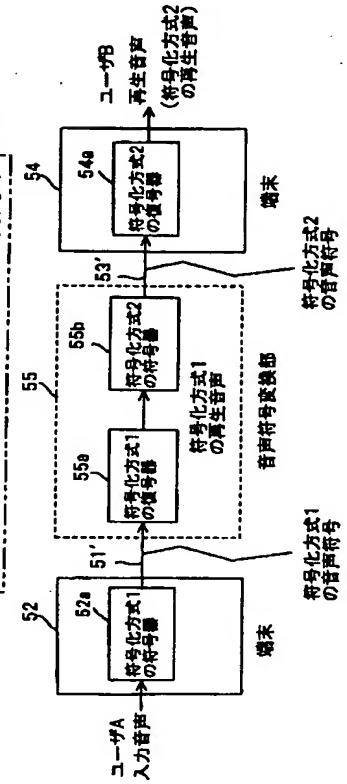 ユーザA
入力音声
52
52a
符号化方式1
の符号器
端末
51'
符号化方式1
の音声符号
55
55a
符号化方式1
の復号器
符号化方式1
の再生音声
55b
符号化方式2
の符号器
音声符号変換部
53'
符号化方式2
の音声符号
54
54a
符号化方式2
の復号器
端末
ユーザB
再生音声
(符号化方式2
の再生音声)